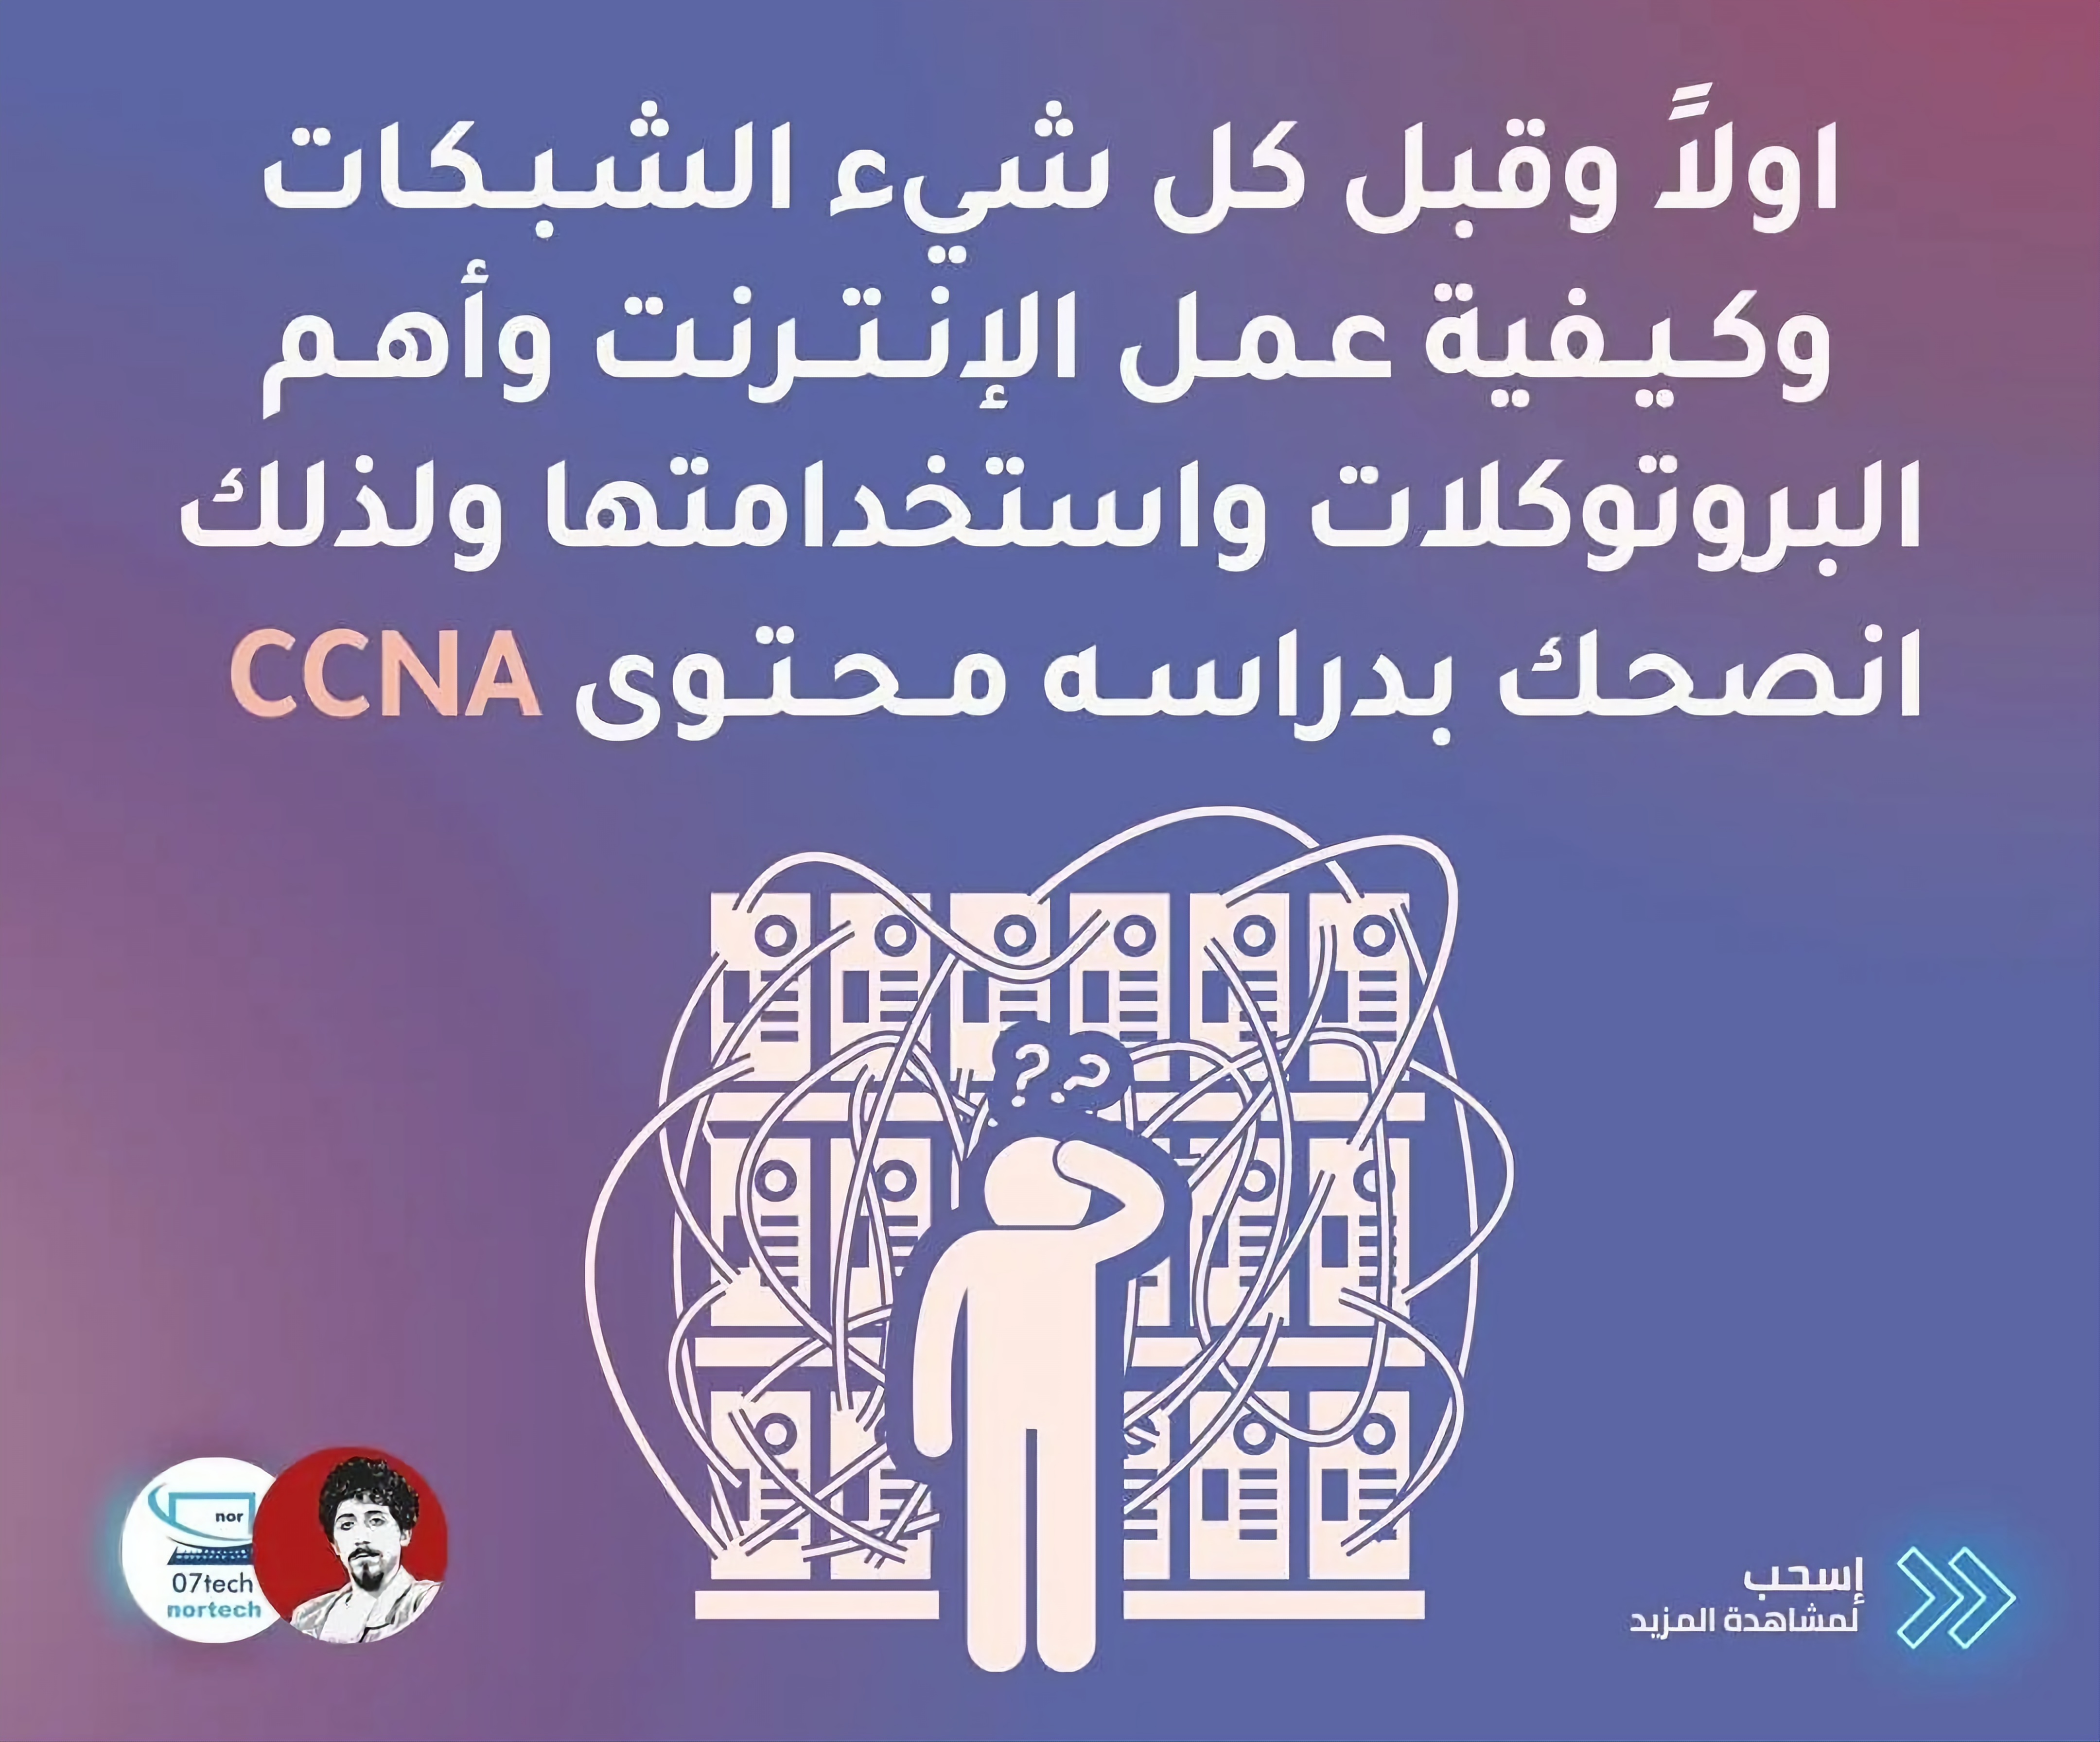 اولاً وقبل كل شيء الشبكات
وكيفية عمل الإنترنت وأهم
البروتوكلات واستخدامتها ولذلك
انصحك بدراسه محتوى CCNA
? ?
إسحب
لمشاهدة المزيد
nor
07tech
nortech